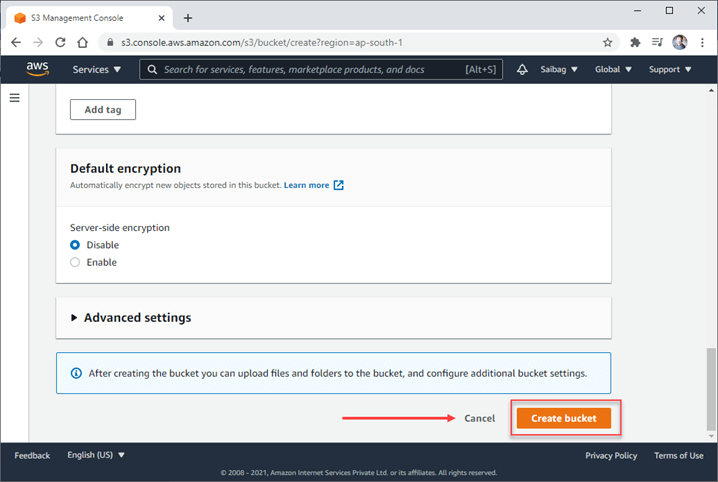 S3 Management Console
s3.console.aws.amazon.com/s3/bucket/create?region=ap-south-1
aws Services Search for services, features, marketplace products, and docs [Alt+S] Saibag Global Support
Add tag
Default encryption
Automatically encrypt new objects stored in this bucket. Learn more
Server-side encryption
Disable
Enable
Advanced settings
After creating the bucket you can upload files and folders to the bucket, and configure additional bucket settings.
Cancel Create bucket
Feedback English (US) Privacy Policy Terms of Use
© 2008 - 2021, Amazon Internet Services Private Ltd. or its affiliates. All rights reserved.